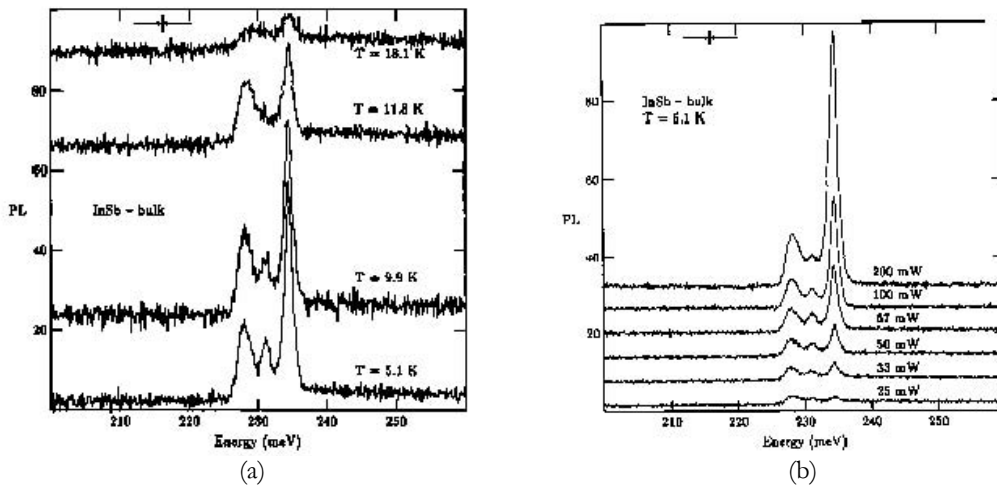 T = 18.1 K
80
T = 11.8 K
60
PL
InSb – bulk
40
T = 9.9 K
20
T = 5.1 K
210 220 230 240 250
Energy (meV)
(a)
InSb – bulk
T = 5.1 K
80
60
PL
40
200 mW
100 mW
67 mW
20
50 mW
33 mW
25 mW
210 220 230 240 250
Energy (meV)
(b)